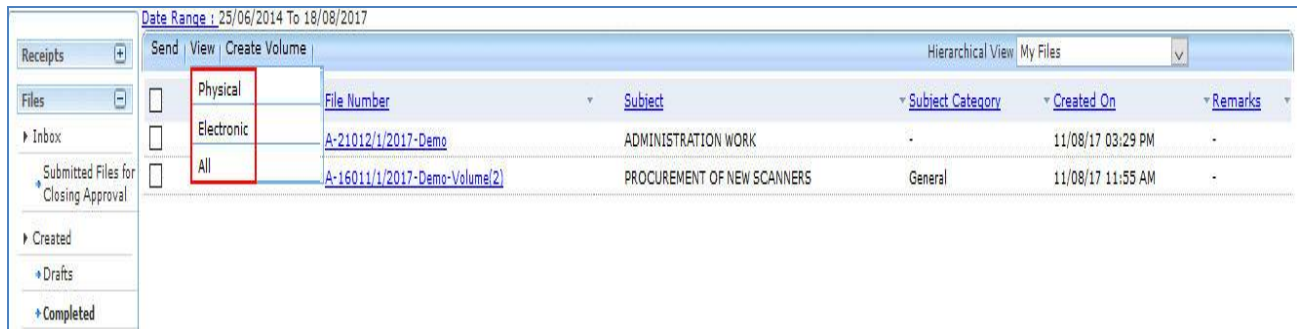 Date Range : 25/06/2014 To 18/08/2017
Receipts
Send | View | Create Volume |
Hierarchical View My Files
Physical
Electronic
All
Files
File Number Subject Subject Category Created On Remarks
A-21012/1/2017-Demo ADMINISTRATION WORK - 11/08/17 03:29 PM -
A-16011/1/2017-Demo-Volume(2) PROCUREMENT OF NEW SCANNERS General 11/08/17 11:55 AM -
Inbox
Submitted Files for
Closing Approval
Created
Drafts
Completed